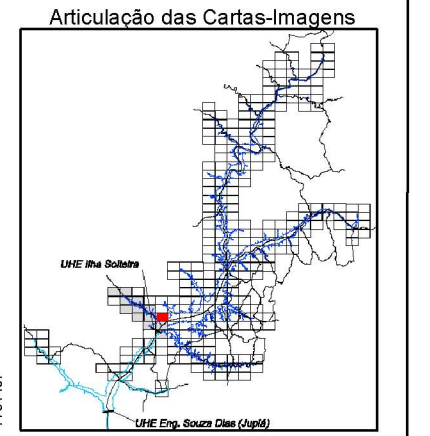 Articulação das Cartas-Imagens
UHE Ilha Solteira
UHE Eng. Souza Dias (Jupiá)